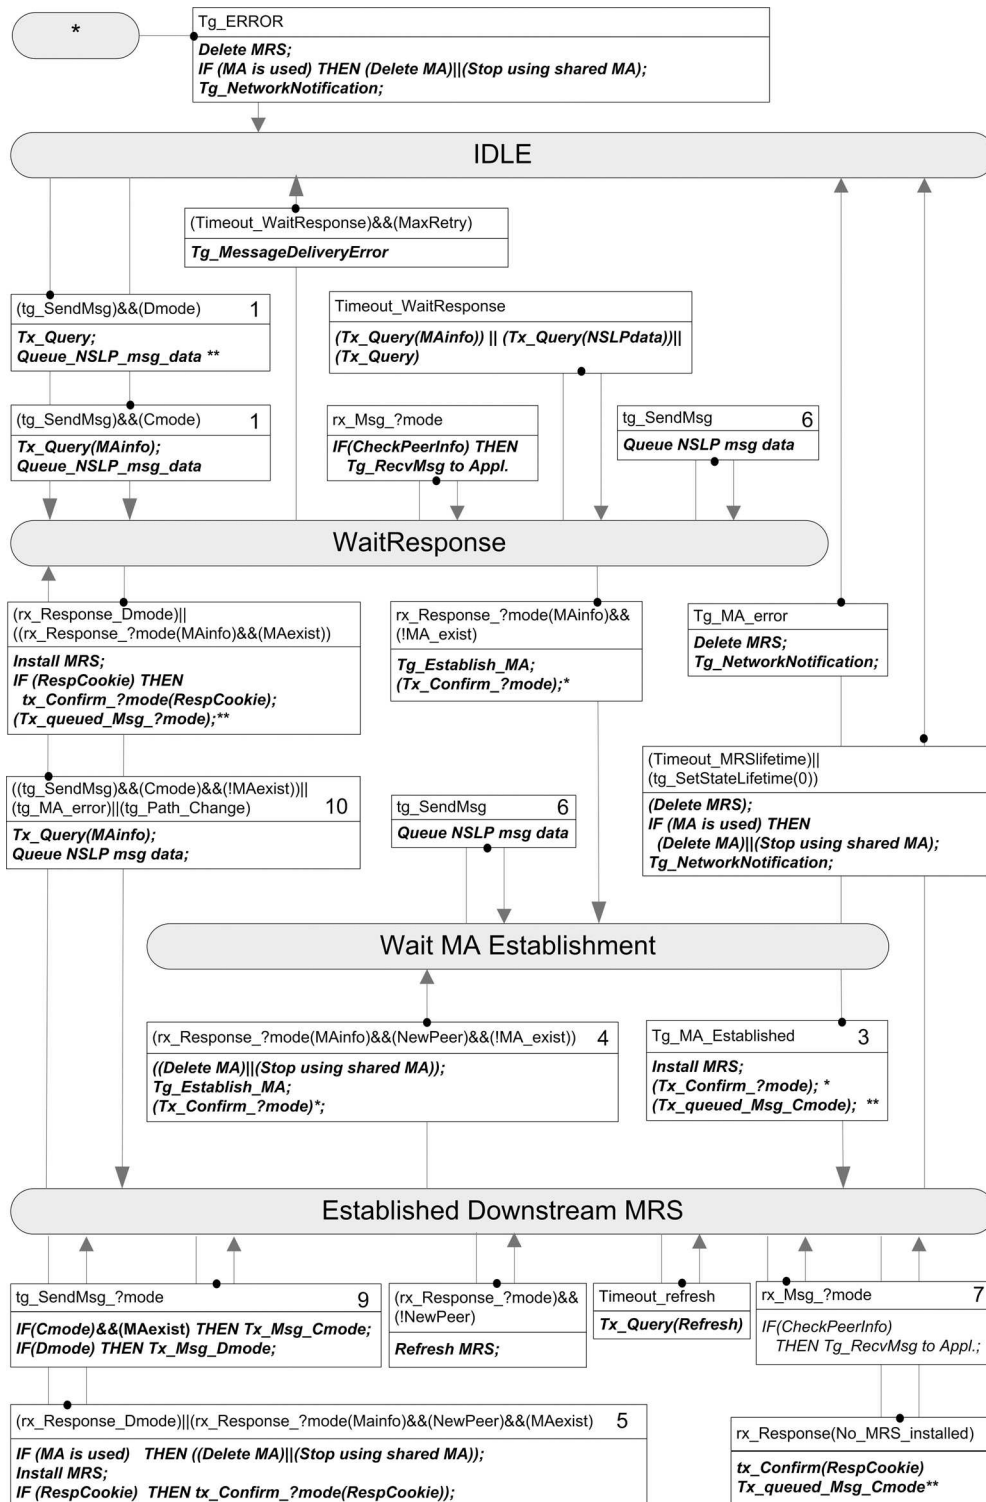 *
Tg_ERROR
Delete MRS;
IF (MA is used) THEN (Delete MA)||(Stop using shared MA);
Tg_NetworkNotification;
IDLE
(Timeout_WaitResponse)&&(MaxRetry)
Tg_MessageDeliveryError
(tg_SendMsg)&&(Dmode) 1
Tx_Query;
Queue_NSLP_msg_data **
Timeout_WaitResponse
(Tx_Query(MAinfo)) || (Tx_Query(NSLPdata))||
(Tx_Query)
(tg_SendMsg)&&(Cmode) 1
Tx_Query(MAinfo);
Queue_NSLP_msg_data
rx_Msg_?mode
IF(CheckPeerInfo) THEN
Tg_RecvMsg to Appl.
tg_SendMsg 6
Queue NSLP msg data
WaitResponse
(rx_Response_Dmode)||
((rx_Response_?mode(MAinfo)&&(MAexist))
Install MRS;
IF (RespCookie) THEN
tx_Confirm_?mode(RespCookie);
(Tx_queued_Msg_?mode);**
rx_Response_?mode(MAinfo)&&
(!MA_exist)
Tg_Establish_MA;
(Tx_Confirm_?mode);*
Tg_MA_error
Delete MRS;
Tg_NetworkNotification;
((tg_SendMsg)&&(Cmode)&&(!MAexist))||
(tg_MA_error)||(tg_Path_Change) 10
Tx_Query(MAinfo);
Queue NSLP msg data;
tg_SendMsg 6
Queue NSLP msg data
(Timeout_MRSlifetime)||
(tg_SetStateLifetime(0))
(Delete MRS);
IF (MA is used) THEN
(Delete MA)||(Stop using shared MA);
Tg_NetworkNotification;
Wait MA Establishment
(rx_Response_?mode(MAinfo)&&(NewPeer)&&(!MA_exist)) 4
((Delete MA)||(Stop using shared MA));
Tg_Establish_MA;
(Tx_Confirm_?mode)*;
Tg_MA_Established 3
Install MRS;
(Tx_Confirm_?mode); *
(Tx_queued_Msg_Cmode); **
Established Downstream MRS
tg_SendMsg_?mode 9
IF(Cmode)&&(MAexist) THEN Tx_Msg_Cmode;
IF(Dmode) THEN Tx_Msg_Dmode;
(rx_Response_?mode)&&
(!NewPeer)
Refresh MRS;
Timeout_refresh
Tx_Query(Refresh)
rx_Msg_?mode 7
IF(CheckPeerInfo)
THEN Tg_RecvMsg to Appl.;
(rx_Response_Dmode)||(rx_Response_?mode(Mainfo)&&(NewPeer)&&(MAexist) 5
IF (MA is used) THEN ((Delete MA)||(Stop using shared MA));
Install MRS;
IF (RespCookie) THEN tx_Confirm_?mode(RespCookie));
rx_Response(No_MRS_installed)
tx_Confirm(RespCookie)
Tx_queued_Msg_Cmode**